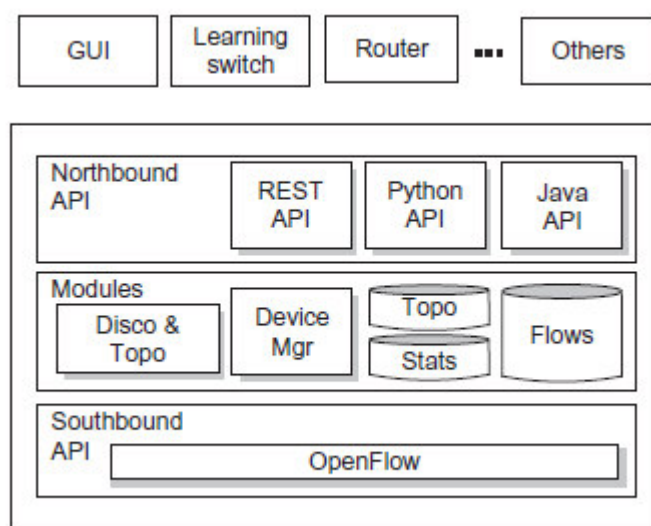 GUI
Learning
switch
Router
...
Others
Northbound
API
REST
API
Python
API
Java
API
Modules
Disco &
Topo
Device
Mgr
Topo
Stats
Flows
Southbound
API
OpenFlow